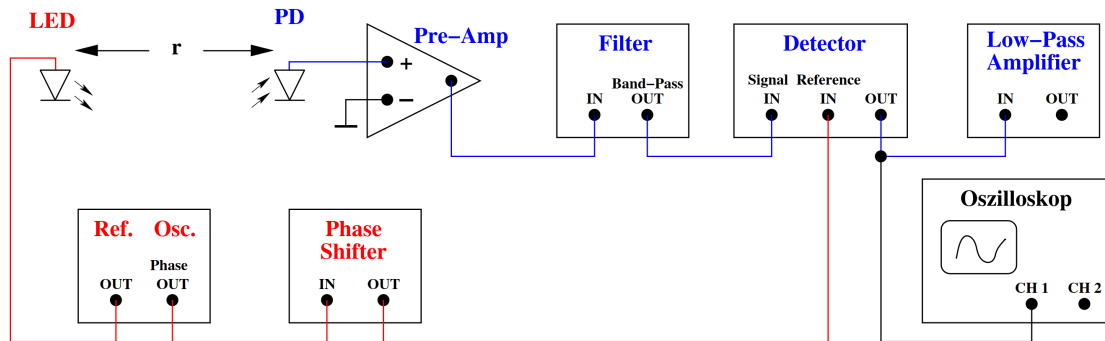 LED
r
PD
Pre-Amp
+
−
Filter
Band-Pass
IN OUT
Detector
Signal Reference
IN IN OUT
Low-Pass
Amplifier
IN OUT
Ref. Osc.
Phase
OUT OUT
Phase
Shifter
IN OUT
Oszilloskop
CH 1 CH 2